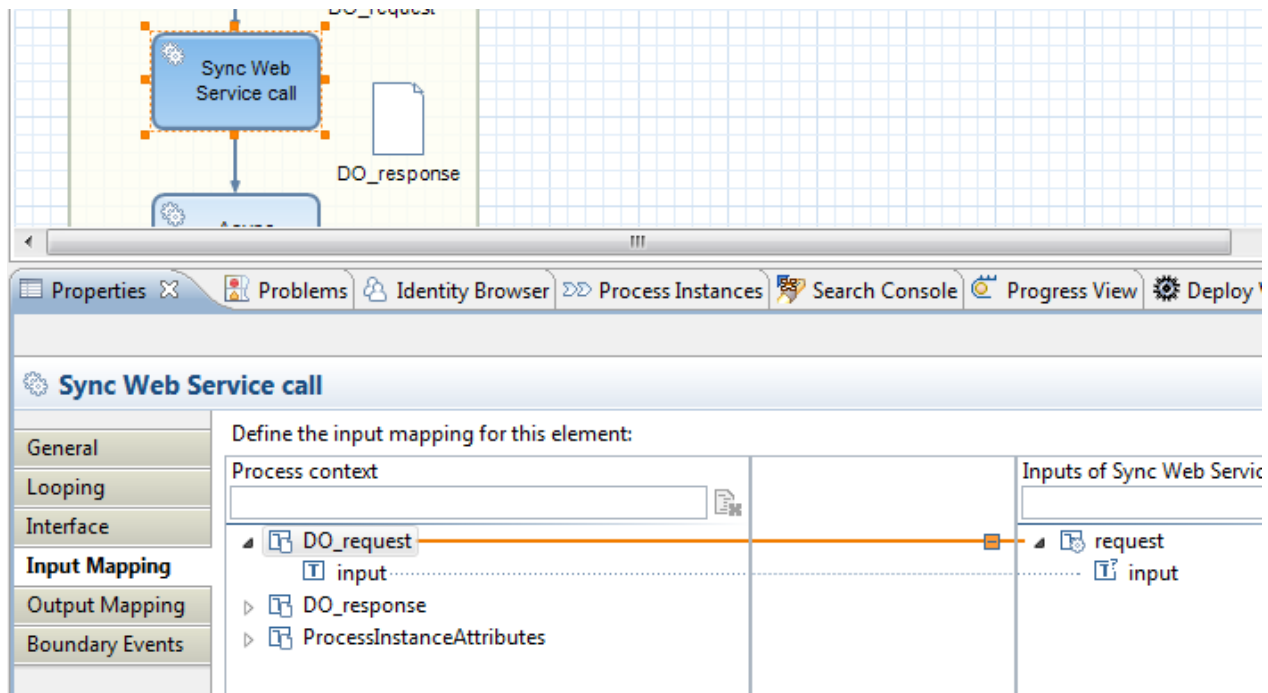 DO_request
Sync Web
Service call
DO_response
Async
Properties Problems Identity Browser Process Instances Search Console Progress View Deploy
Sync Web Service call
Define the input mapping for this element:
General
Looping
Interface
Input Mapping
Output Mapping
Boundary Events
Process context
DO_request
input
DO_response
ProcessInstanceAttributes
Inputs of Sync Web Servic
request
input